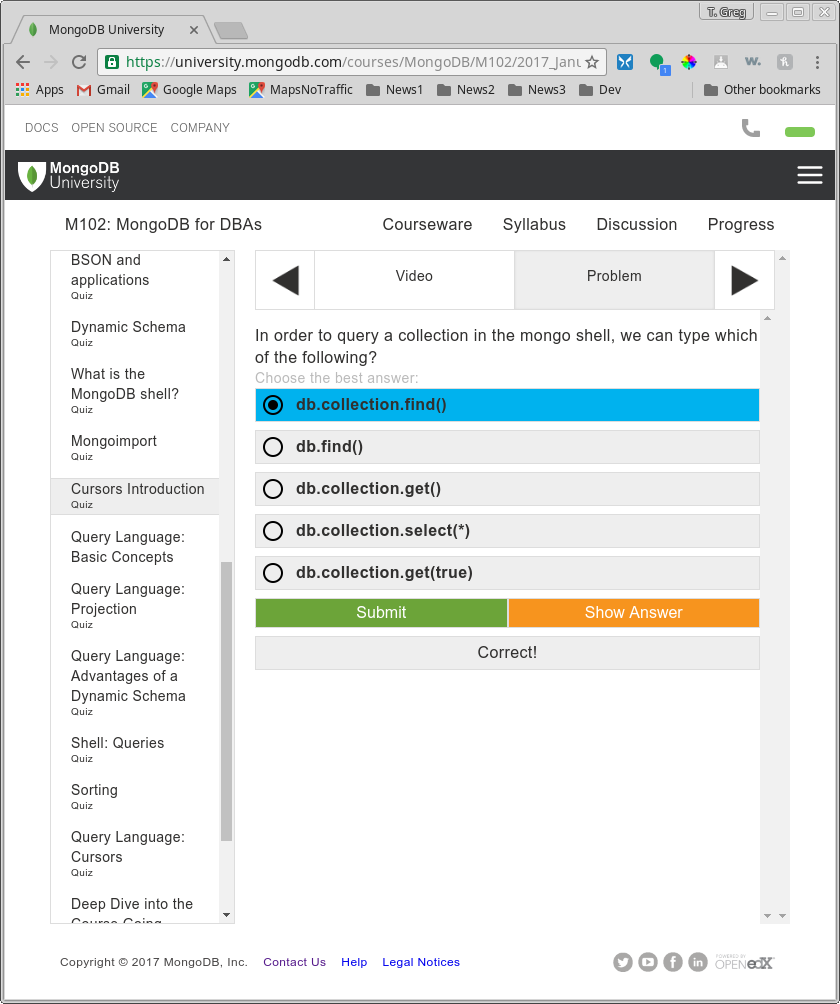 T. Greg
MongoDB University
https://university.mongodb.com/courses/MongoDB/M102/2017_Janu
1
w.
Apps Gmail Google Maps MapsNoTraffic News1 News2 News3 Dev Other bookmarks
DOCS OPEN SOURCE COMPANY
MongoDB
University
M102: MongoDB for DBAs Courseware Syllabus Discussion Progress
BSON and
applications
Quiz
Dynamic Schema
Quiz
What is the
MongoDB shell?
Quiz
Mongoimport
Quiz
Cursors Introduction
Quiz
Query Language:
Basic Concepts
Query Language:
Projection
Quiz
Query Language:
Advantages of a
Dynamic Schema
Quiz
Shell: Queries
Quiz
Sorting
Quiz
Query Language:
Cursors
Quiz
Deep Dive into the
Course Going
Video Problem
In order to query a collection in the mongo shell, we can type which
of the following?
Choose the best answer:
db.collection.find()
db.find()
db.collection.get()
db.collection.select(*)
db.collection.get(true)
Submit Show Answer
Correct!
Copyright © 2017 MongoDB, Inc. Contact Us Help Legal Notices
POWERED BY
OPEN edX